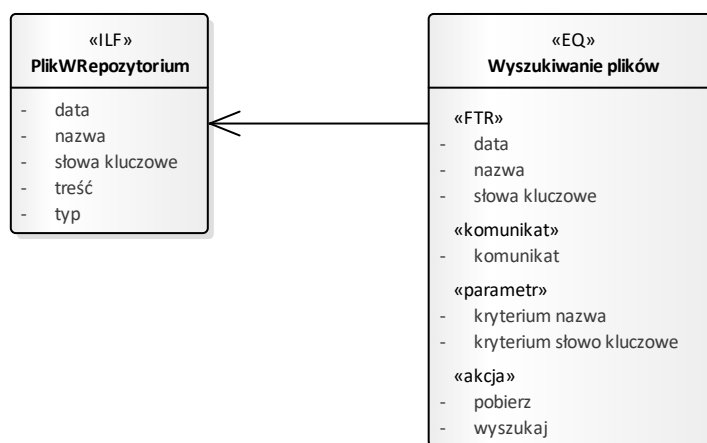 «ILF»
PlikWRepozytorium
- data
- nazwa
- słowa kluczowe
- treść
- typ
«EQ»
Wyszukiwanie plików
«FTR»
- data
- nazwa
- słowa kluczowe
«komunikat»
- komunikat
«parametr»
- kryterium nazwa
- kryterium słowo kluczowe
«akcja»
- pobierz
- wyszukaj